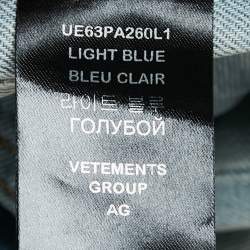 UE63PA260L1
LIGHT BLUE
BLEU CLAIR
라이트 블루
ГОЛУБОЙ
VETEMENTS
GROUP
AG